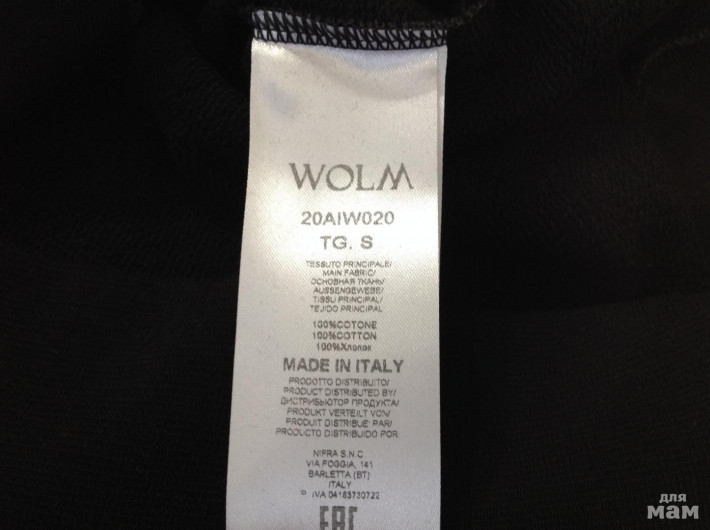 WOLM
20AIW020
TG. S
TESSUTO PRINCIPALE/
MAIN FABRIC/
ОСНОВНАЯ ТКАНЬ/
AUSSENGEWEBE/
TISSU PRINCIPAL/
TEJIDO PRINCIPAL
100%COTONE
100%COTTON
100%Хлопок
MADE IN ITALY
PRODOTTO DISTRIBUITO/
PRODUCT DISTRIBUTED BY/
ДИСТРИБЬЮТОР ПРОДУКТА/
PRODUKT VERTEILT VON/
PRODUIT DISTRIBUE' PAR/
PRODUCTO DISTRIBUIDO POR
NIFRA S.N.C.
VIA FOGGIA, 141
BARLETTA (BT)
ITALY
P. IVA 04183730722
EAC
для
мам